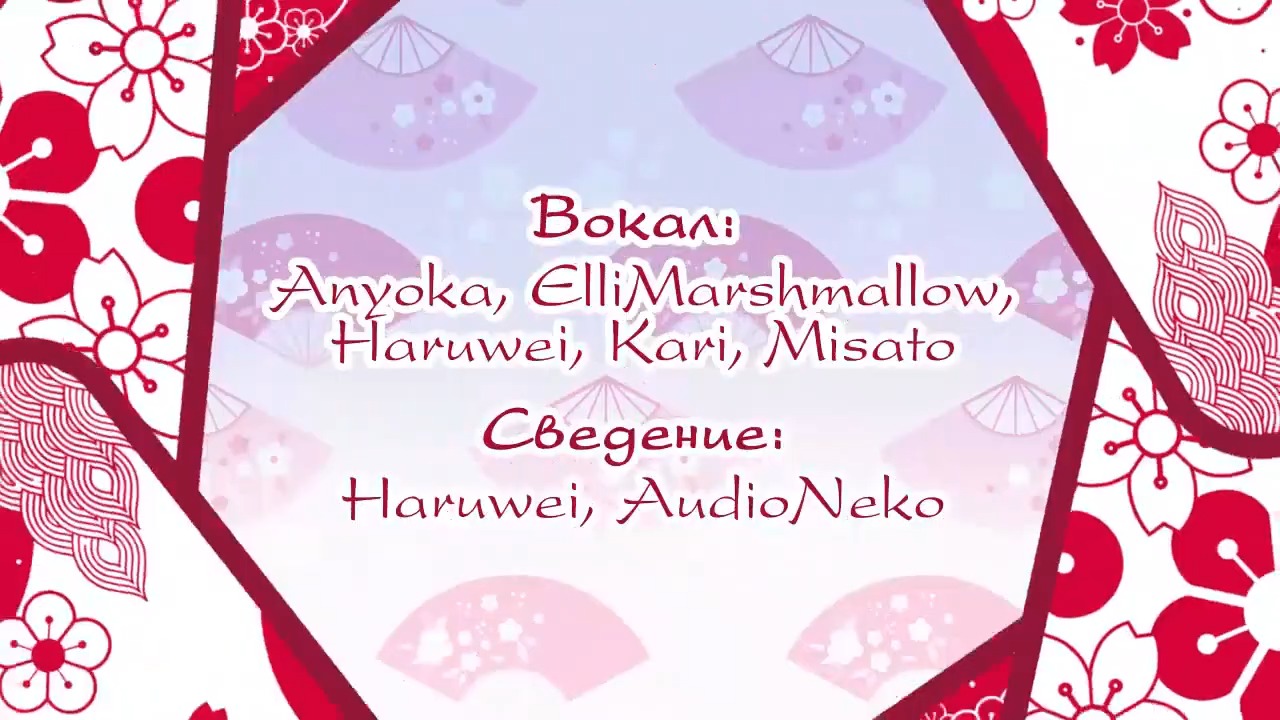 Вокал:
Anyoka, ElliMarshmallow,
Haruwei, Kari, Misato
Сведение:
Haruwei, AudioNeko